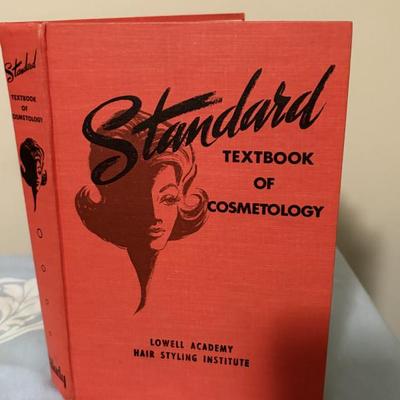 Standard
TEXTBOOK
OF
COSMETOLOGY
Standard
TEXTBOOK
OF
COSMETOLOGY
LOWELL ACADEMY
HAIR STYLING INSTITUTE